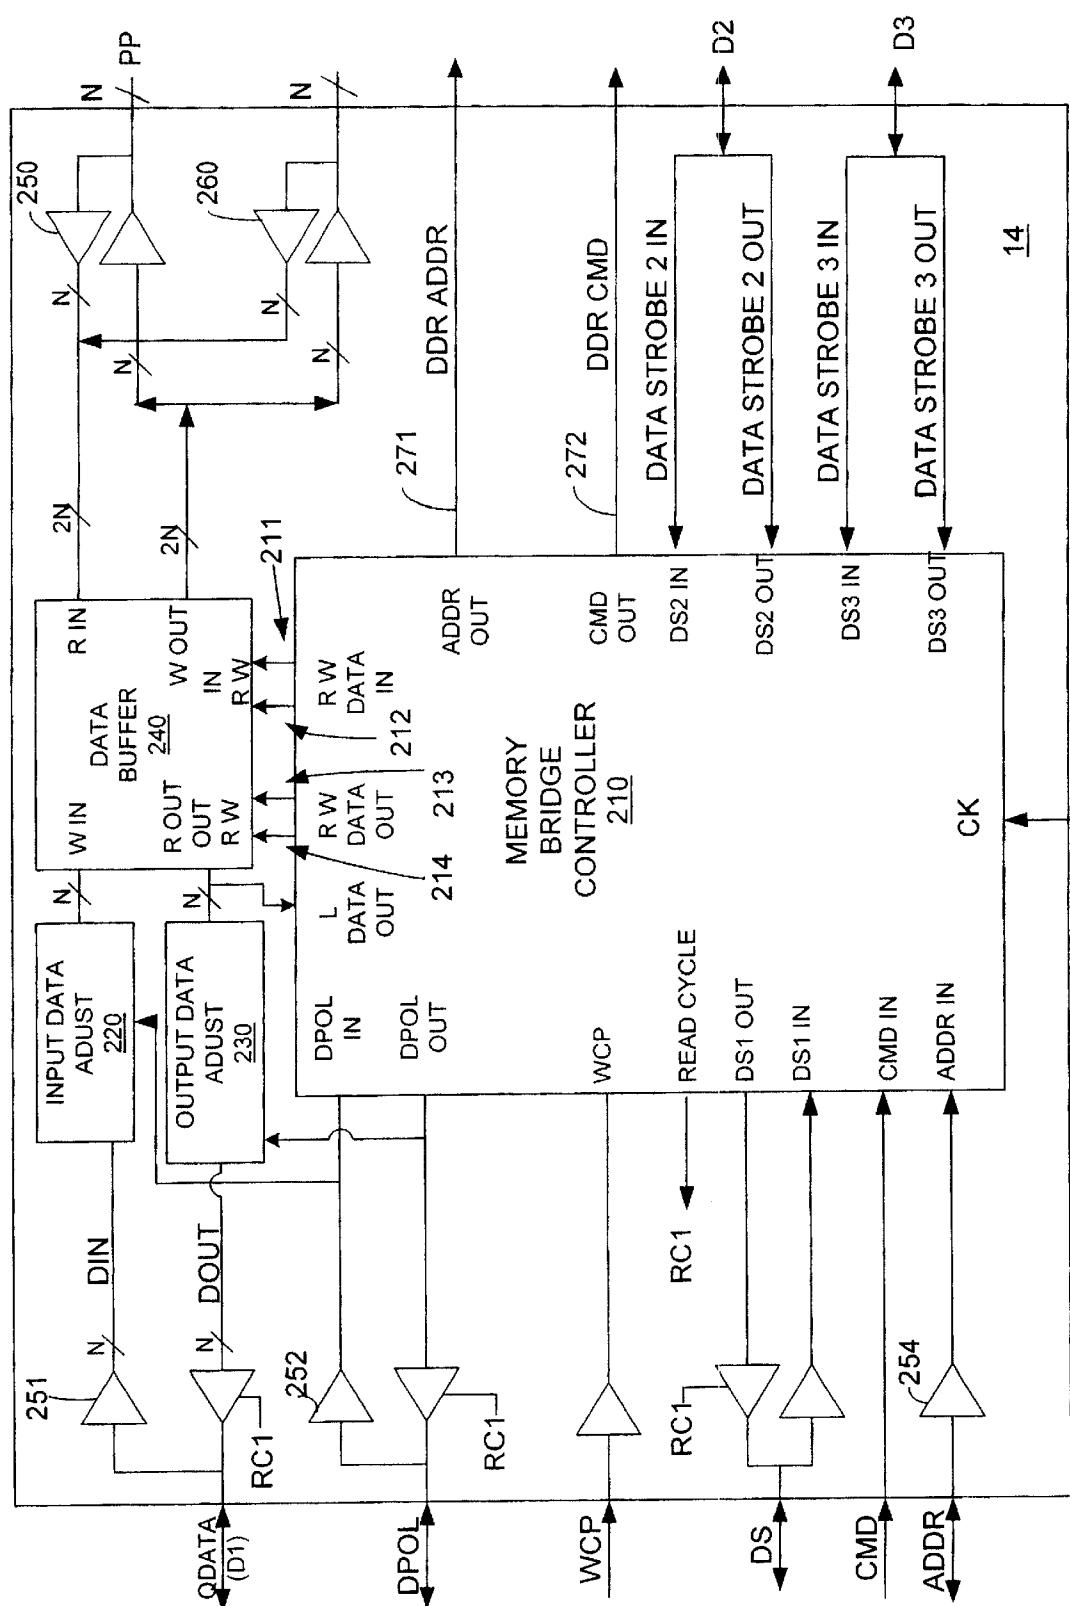 QDATA
(D1)
DPOL
WCP
DS
CMD
ADDR
251
RC1
252
RC1
RC1
254
N
DIN
N
DOUT
RC1
INPUT DATA
ADUST
220
OUTPUT DATA
ADUST
230
N
N
W IN
R OUT
OUT
R W
DATA
BUFFER
240
R IN
W OUT
IN
R W
2N
2N
N
N
N
N
250
260
N
PP
N
214
213
212
211
DPOL
IN
DPOL
OUT
L
DATA
OUT
R W
DATA
OUT
R W
DATA
IN
WCP
READ CYCLE
DS1 OUT
DS1 IN
CMD IN
ADDR IN
MEMORY
BRIDGE
CONTROLLER
210
CK
ADDR
OUT
CMD
OUT
DS2 IN
DS2 OUT
DS3 IN
DS3 OUT
271
DDR ADDR
272
DDR CMD
DATA STROBE 2 IN
DATA STROBE 2 OUT
DATA STROBE 3 IN
DATA STROBE 3 OUT
D2
D3
14